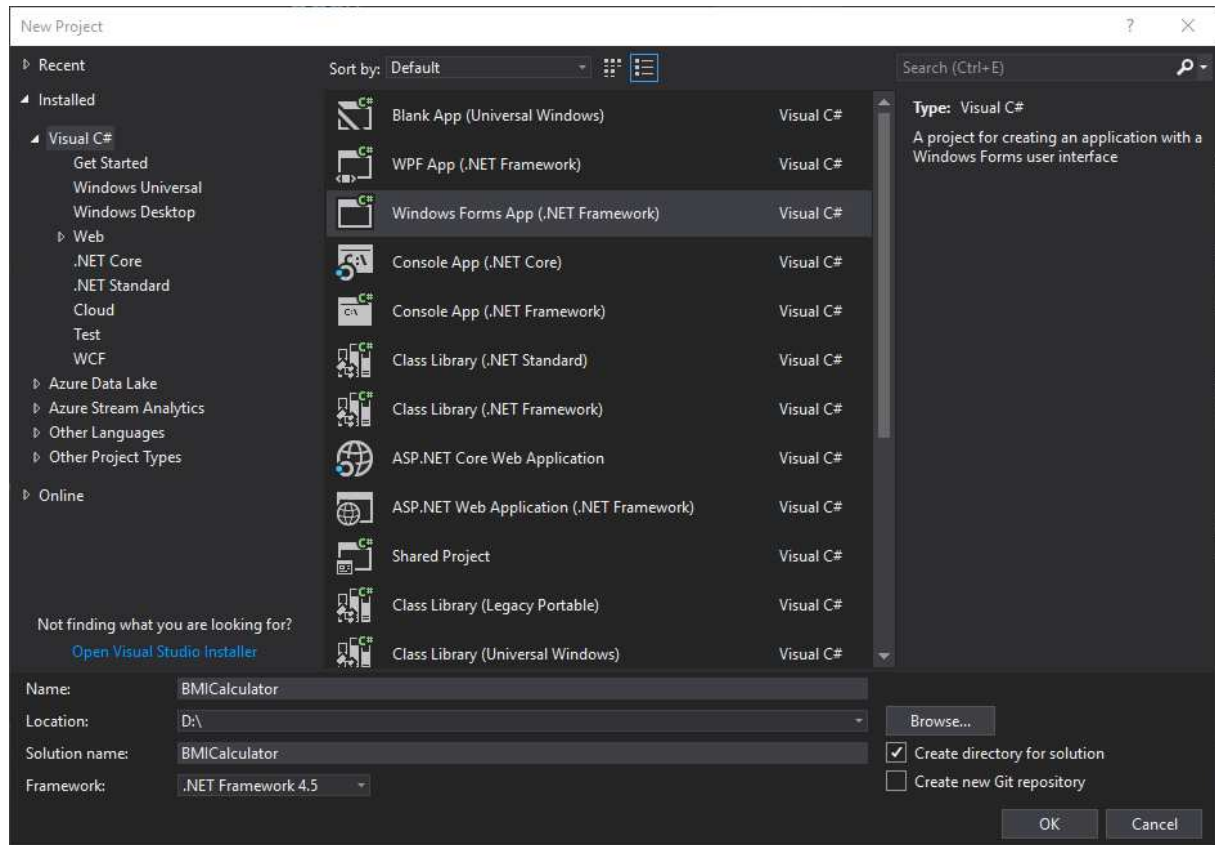 New Project
Recent
Installed
Visual C#
Get Started
Windows Universal
Windows Desktop
Web
.NET Core
.NET Standard
Cloud
Test
WCF
Azure Data Lake
Azure Stream Analytics
Other Languages
Other Project Types
Online
Not finding what you are looking for?
Open Visual Studio Installer
Sort by: Default
Blank App (Universal Windows) Visual C#
WPF App (.NET Framework) Visual C#
Windows Forms App (.NET Framework) Visual C#
Console App (.NET Core) Visual C#
Console App (.NET Framework) Visual C#
Class Library (.NET Standard) Visual C#
Class Library (.NET Framework) Visual C#
ASP.NET Core Web Application Visual C#
ASP.NET Web Application (.NET Framework) Visual C#
Shared Project Visual C#
Class Library (Legacy Portable) Visual C#
Class Library (Universal Windows) Visual C#
Search (Ctrl+E)
Type: Visual C#
A project for creating an application with a
Windows Forms user interface
Name: BMICalculator
Location: D:\
Browse...
Solution name: BMICalculator
Create directory for solution
Framework: .NET Framework 4.5
Create new Git repository
OK Cancel